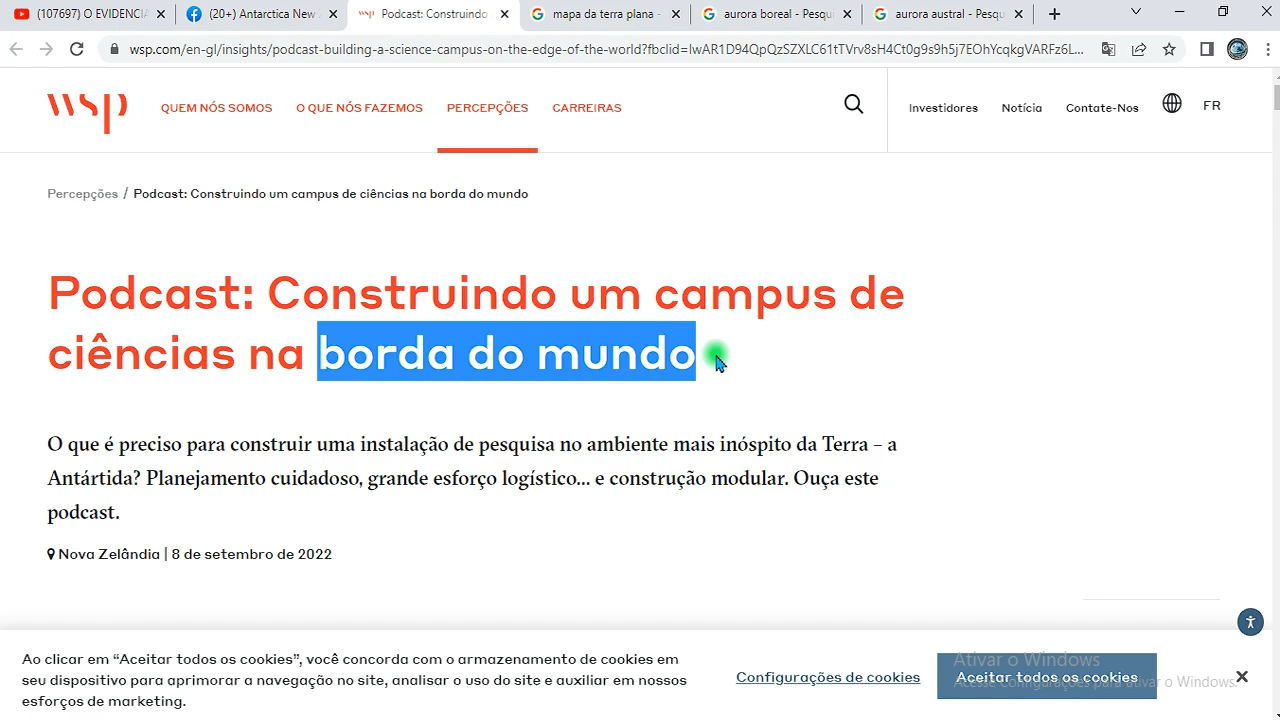 (107697) O EVIDENCIA
(20+) Antarctica New Z
Podcast: Construindo
mapa da terra plana -
aurora boreal - Pesqui
aurora austral - Pesqu
wsp.com/en-gl/insights/podcast-building-a-science-campus-on-the-edge-of-the-world?fbclid=IwAR1D94QpQzSZXLC61tTVrv8sH4Ct0g9s9h5j7EOhYcqkgVARFz6L...
wsp
QUEM NÓS SOMOS
O QUE NÓS FAZEMOS
PERCEPÇÕES
CARREIRAS
Investidores
Notícia
Contate-Nos
FR
Percepções / Podcast: Construindo um campus de ciências na borda do mundo
Podcast: Construindo um campus de
ciências na borda do mundo
O que é preciso para construir uma instalação de pesquisa no ambiente mais inóspito da Terra – a
Antártida? Planejamento cuidadoso, grande esforço logístico... e construção modular. Ouça este
podcast.
Nova Zelândia | 8 de setembro de 2022
Ao clicar em “Aceitar todos os cookies”, você concorda com o armazenamento de cookies em
seu dispositivo para aprimorar a navegação no site, analisar o uso do site e auxiliar em nossos
esforços de marketing.
Configurações de cookies
Aceitar todos os cookies
Ativar o Windows
Acesse Configurações para ativar o Windows.